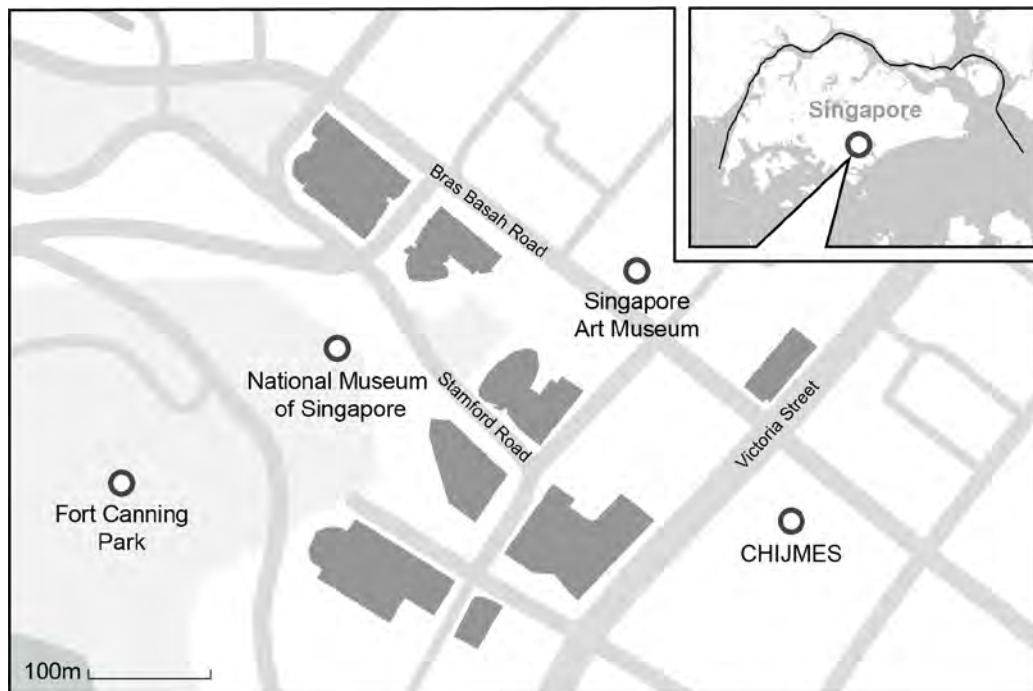 Singapore
Bras Basah Road
Singapore
Art Museum
National Museum
of Singapore
Stamford Road
Victoria Street
Fort Canning
Park
CHIJMES
100m